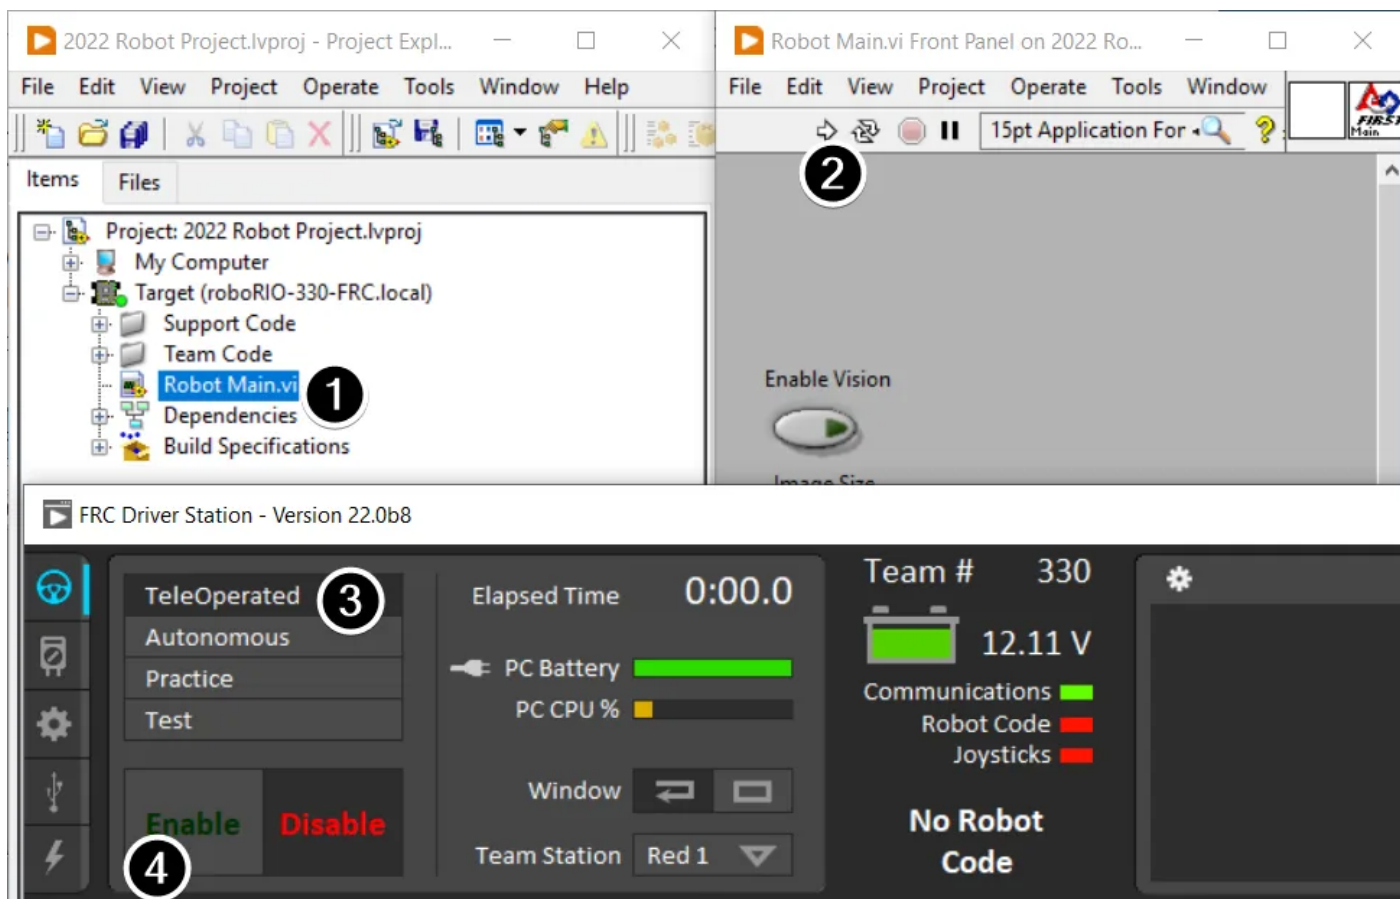 2022 Robot Project.lvproj - Project Expl...
File Edit View Project Operate Tools Window Help
Items Files
Project: 2022 Robot Project.lvproj
My Computer
Target (roboRIO-330-FRC.local)
Support Code
Team Code
Robot Main.vi
1
Dependencies
Build Specifications
Robot Main.vi Front Panel on 2022 Ro...
File Edit View Project Operate Tools Window
15pt Application For
FIRST
Main
2
Enable Vision
Image Size
FRC Driver Station - Version 22.0b8
TeleOperated
3
Autonomous
Practice
Test
Enable Disable
4
Elapsed Time 0:00.0
PC Battery
PC CPU %
Window
Team Station Red 1
Team # 330
12.11 V
Communications
Robot Code
Joysticks
No Robot
Code